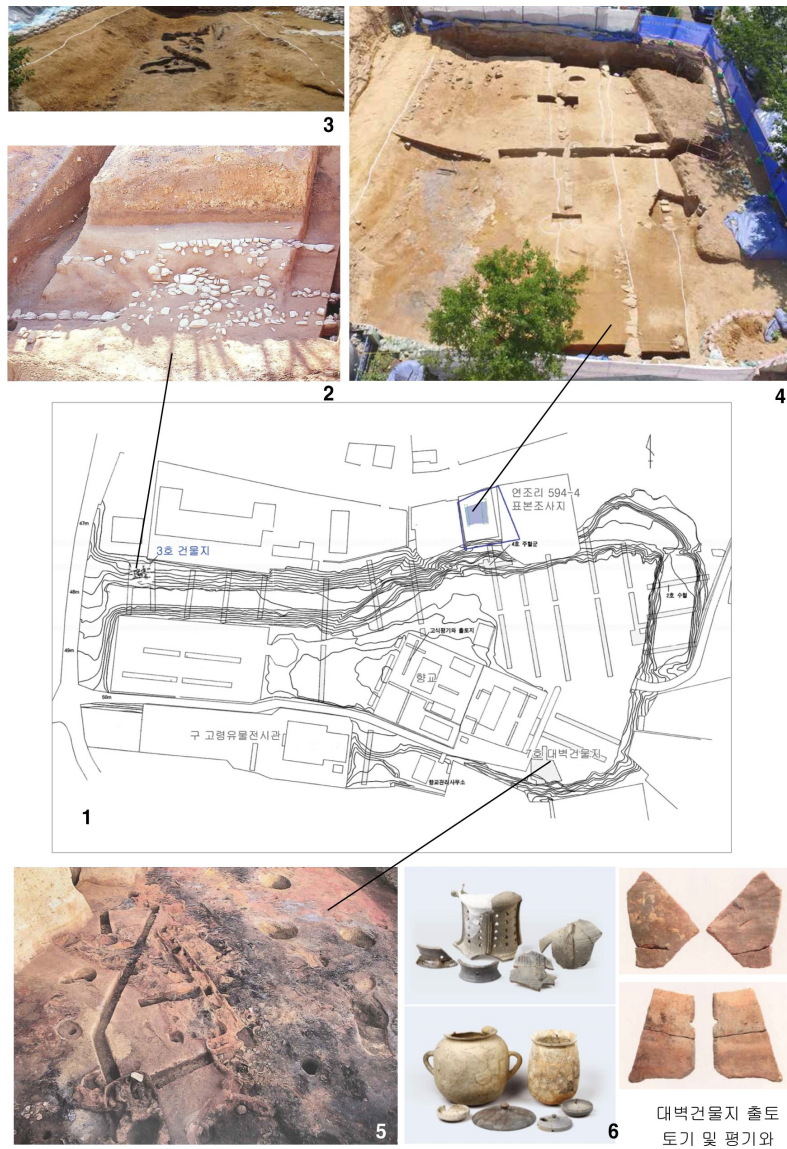 3
2
4
연조리 594-4
표본조사지
4호 주혈군
47m
3호 건물지
48m
2호 수혈
고식평기와 출토지
49m
향교
50m
구 고령유물전시관
7호 대벽건물지
향교관리사무소
1
5
6
대벽건물지 출토
토기 및 평기와